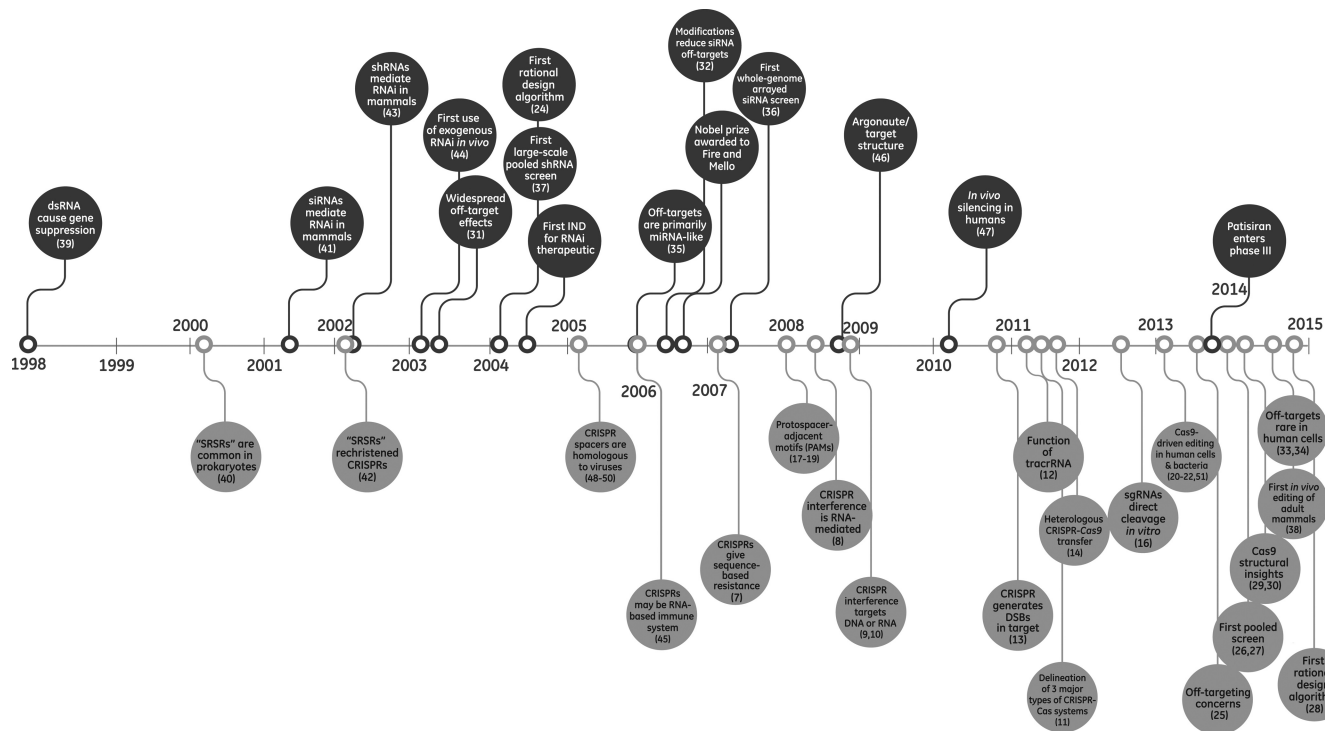 Modifications
reduce siRNA
off-targets
(32)
shRNAs
mediate
RNAi in
mammals
(43)
First
rational
design
algorithm
(24)
First
whole-genome
arrayed
siRNA screen
(36)
First use
of exogenous
RNAi in vivo
(44)
First
large-scale
pooled shRNA
screen
(37)
Nobel prize
awarded to
Fire and
Mello
Argonaute/
target
structure
(46)
dsRNA
cause gene
suppression
(39)
siRNAs
mediate
RNAi in
mammals
(41)
Widespread
off-target
effects
(31)
First IND
for RNAi
therapeutic
Off-targets
are primarily
miRNA-like
(35)
In vivo
silencing in
humans
(47)
Patisiran
enters
phase III
1998
1999
2000
2001
2002
2003
2004
2005
2006
2007
2008
2009
2010
2011
2012
2013
2014
2015
"SRSRs" are
common in
prokaryotes
(40)
"SRSRs"
rechristened
CRISPRs
(42)
CRISPR
spacers are
homologous
to viruses
(48-50)
CRISPRs
may be RNA-
based immune
system
(45)
CRISPRs
give
sequence-
based
resistance
(7)
Protospacer-
adjacent
motifs (PAMs)
(17-19)
CRISPR
interference
is RNA-
mediated
(8)
CRISPR
interference
targets
DNA or RNA
(9,10)
CRISPR
generates
DSBs
in target
(13)
Function
of
tracrRNA
(12)
Delineation
of 3 major
types of CRISPR-
Cas systems
(11)
Heterologous
CRISPR-Cas9
transfer
(14)
sgRNAs
direct
cleavage
in vitro
(16)
Cas9-
driven editing
in human cells
& bacteria
(20-22,51)
Off-targeting
concerns
(25)
First pooled
screen
(26,27)
Cas9
structural
insights
(29,30)
Off-targets
rare in
human cells
(33,34)
First in vivo
editing of
adult
mammals
(38)
First
ration
design
algorith
(28)